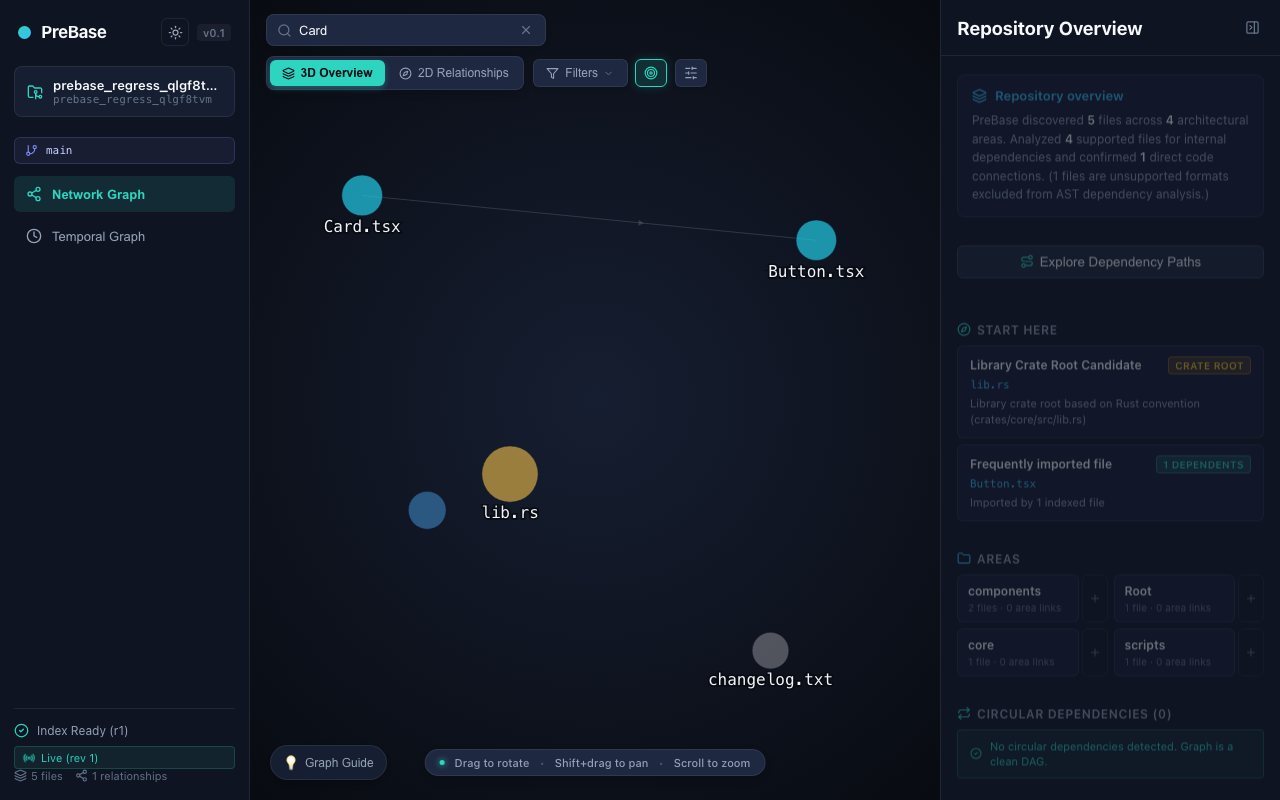 PreBase
v0.1
prebase_regress_qlgf8t...
prebase_regress_qlgf8tvm
main
Network Graph
Temporal Graph
Index Ready (r1)
Live (rev 1)
5 files
1 relationships
Card
3D Overview
2D Relationships
Filters
Card.tsx
Button.tsx
lib.rs
changelog.txt
Graph Guide
Drag to rotate · Shift+drag to pan · Scroll to zoom
Repository Overview
Repository overview
PreBase discovered 5 files across 4 architectural
areas. Analyzed 4 supported files for internal
dependencies and confirmed 1 direct code
connections. (1 files are unsupported formats
excluded from AST dependency analysis.)
Explore Dependency Paths
START HERE
Library Crate Root Candidate
CRATE ROOT
lib.rs
Library crate root based on Rust convention
(crates/core/src/lib.rs)
Frequently imported file
1 DEPENDENTS
Button.tsx
Imported by 1 indexed file
AREAS
components
2 files · 0 area links
+
Root
1 file · 0 area links
+
core
1 file · 0 area links
+
scripts
1 file · 0 area links
+
CIRCULAR DEPENDENCIES (0)
No circular dependencies detected. Graph is a
clean DAG.